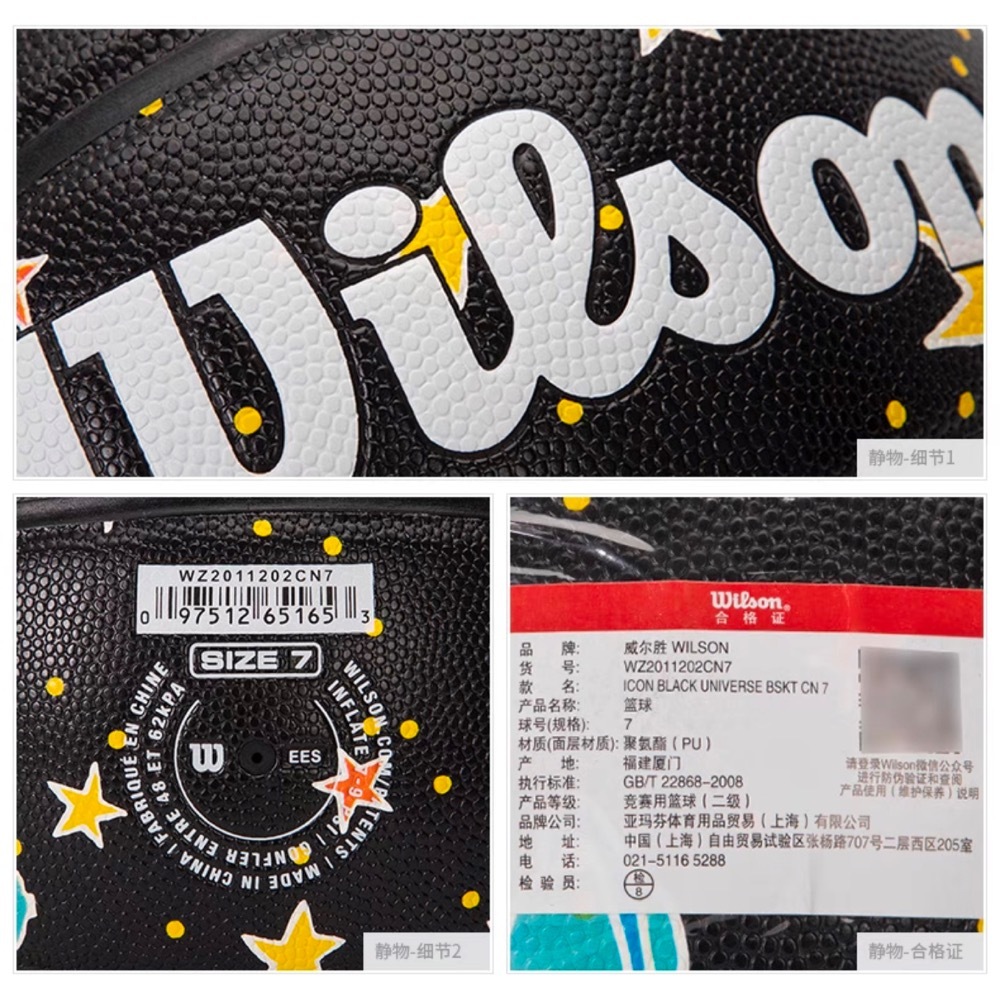 Wilson
静物-细节1
WZ2011202CN7
0 97512 65165 3
SIZE 7
W
EES
WILSON.COM/PATENTS | MADE IN CHINA | FABRIQUÉ EN CHINE
INFLATE PSI | GONFLER ENTRE 48 ET 62kPA
静物-细节2
Wilson®
合格证
品牌: 威尔胜 WILSON
货号: WZ2011202CN7
款名: ICON BLACK UNIVERSE BSKT CN 7
产品名称: 篮球
球号(规格): 7
材质(面层材质): 聚氨酯(PU)
产地: 福建厦门
执行标准: GB/T 22868-2008
产品等级: 竞赛用篮球(二级)
品牌公司: 亚玛芬体育用品贸易(上海)有限公司
地址: 中国(上海)自由贸易试验区张杨路707号二层西区205室
电话: 021-5116 5288
检验员: 检 8
请登录Wilson微信公众号
进行防伪验证和查阅
产品使用(维护保养)说明
静物-合格证